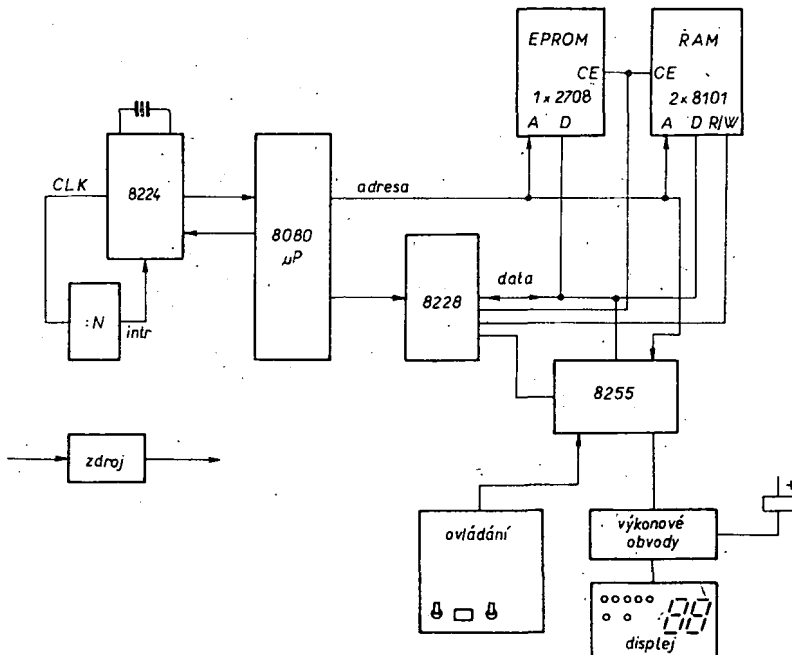 EPROM
CE
1 × 2708
A D
RAM
CE
2 × 8101
A D R/W
CLK
8224
:N
intr
8080
µP
adresa
8228
data
8255
zdroj
ovládání
výkonové
obvody
+
88
displej